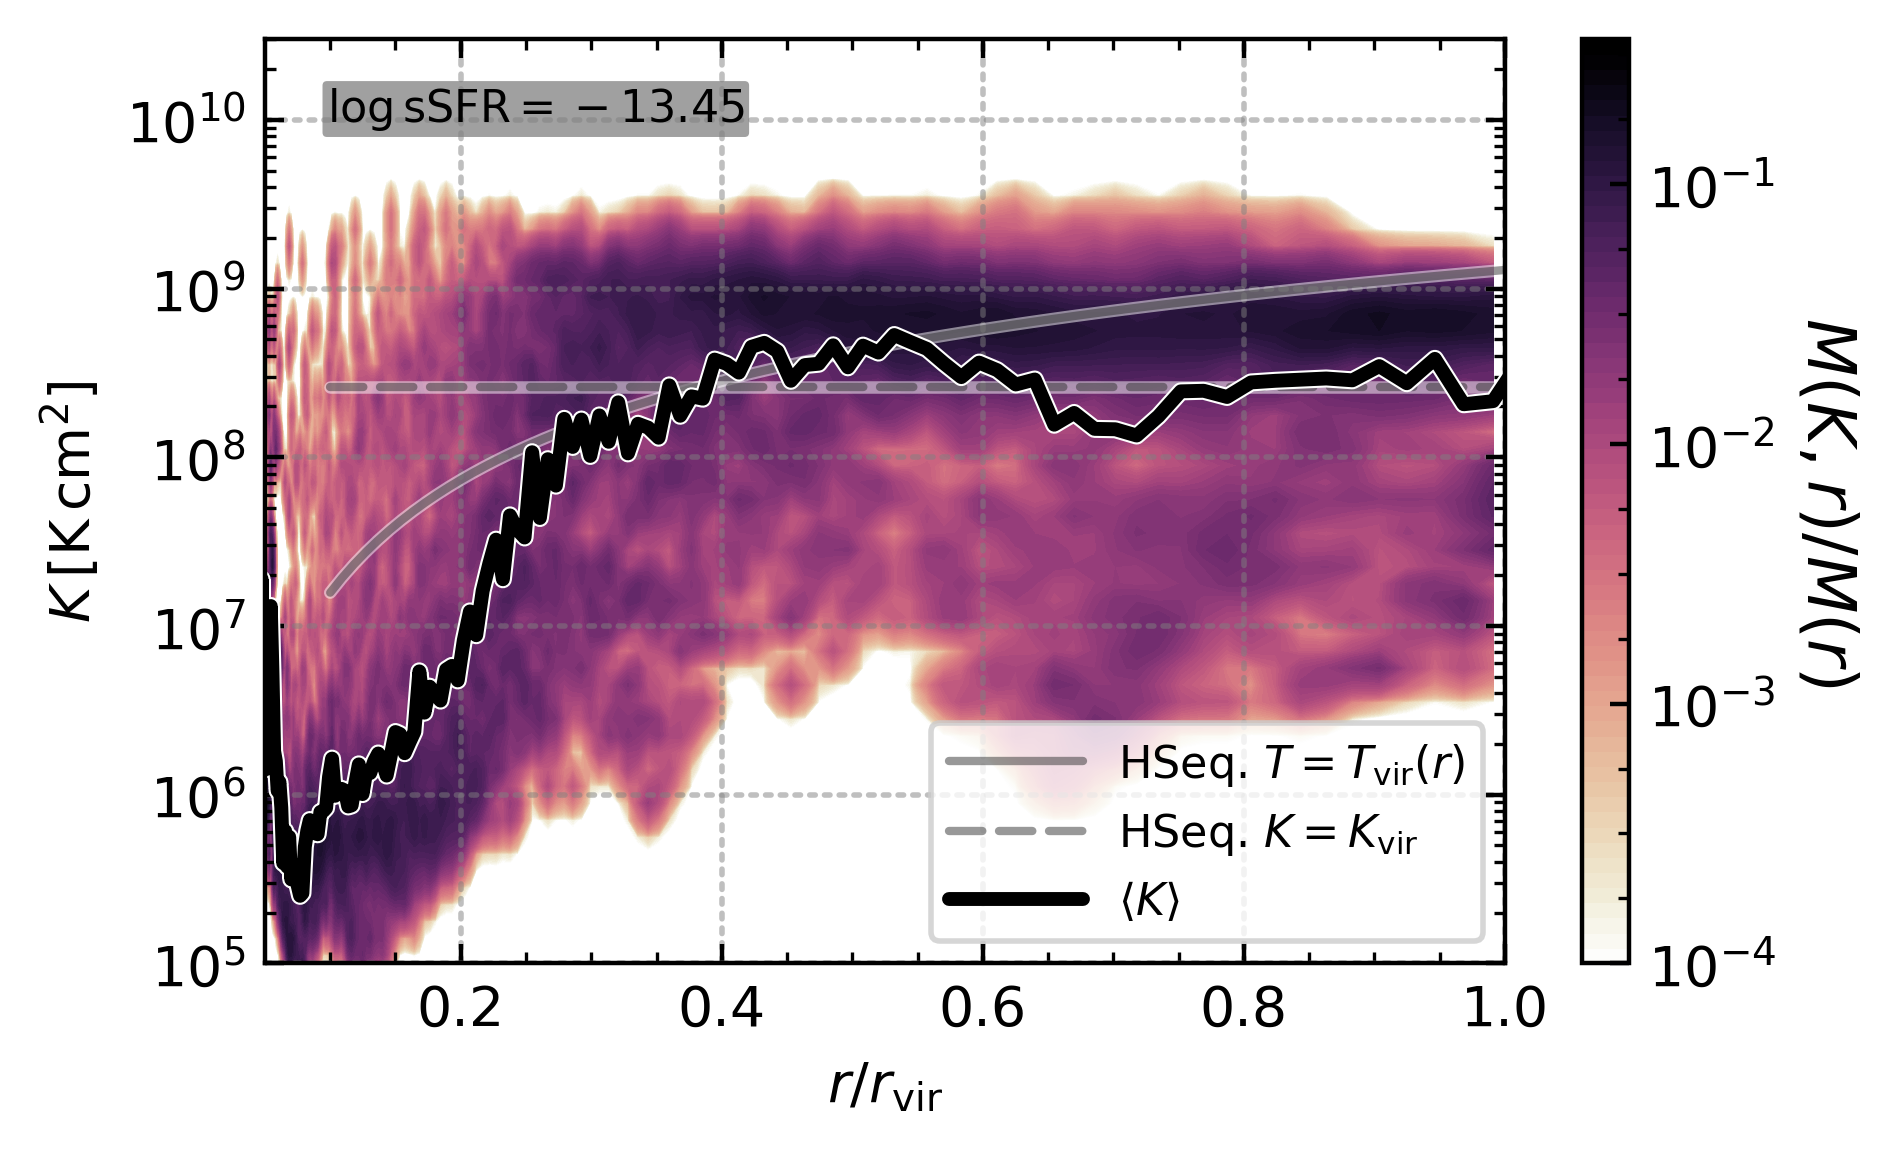 log sSFR = − 13.45
K [K cm²]
10¹⁰
10⁹
10⁸
10⁷
10⁶
10⁵
0.2 0.4 0.6 0.8 1.0
r/r_vir
HSeq. T = T_vir(r)
HSeq. K = K_vir
⟨K⟩
10⁻¹
10⁻²
10⁻³
10⁻⁴
M(K, r)/M(r)